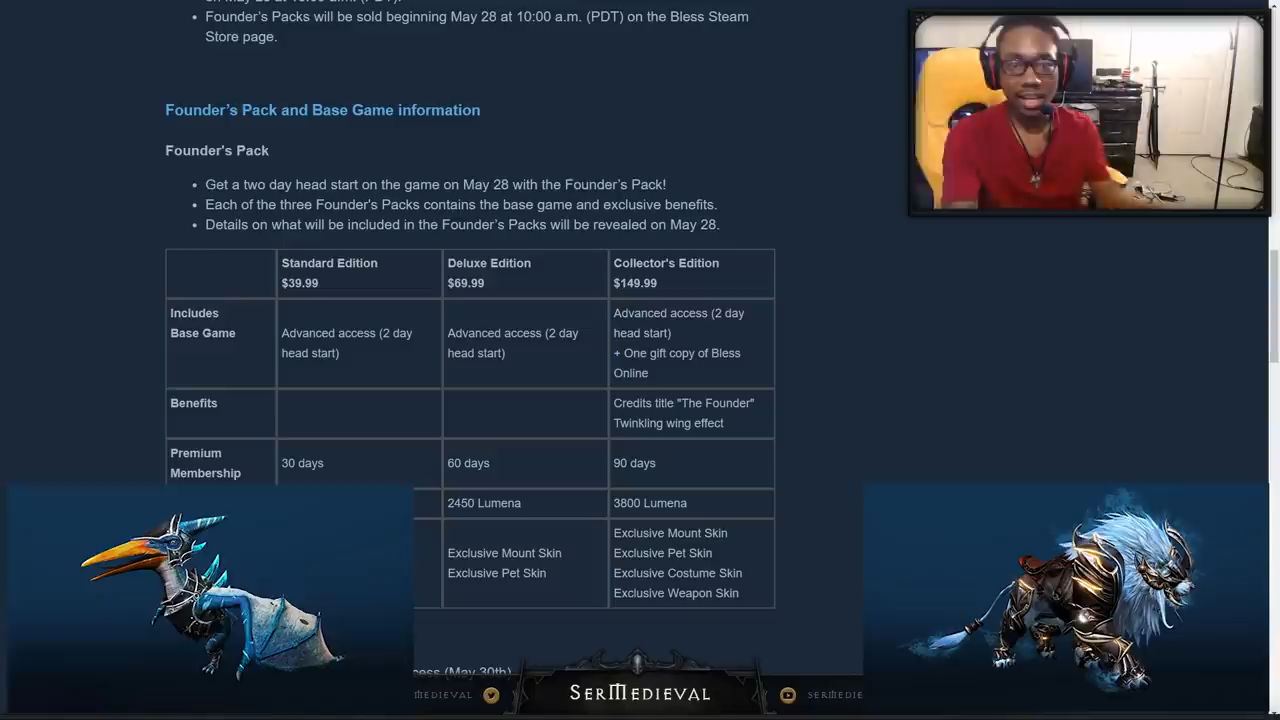 Founder's Packs will be sold beginning May 28 at 10:00 a.m. (PDT) on the Bless Steam
Store page.
Founder's Pack and Base Game information
Founder's Pack
Get a two day head start on the game on May 28 with the Founder's Pack!
Each of the three Founder's Packs contains the base game and exclusive benefits.
Details on what will be included in the Founder's Packs will be revealed on May 28.
Standard Edition
$39.99
Deluxe Edition
$69.99
Collector's Edition
$149.99
Includes
Base Game
Advanced access (2 day
head start)
Advanced access (2 day
head start)
Advanced access (2 day
head start)
+ One gift copy of Bless
Online
Benefits
Credits title "The Founder"
Twinkling wing effect
Premium
Membership
30 days
60 days
90 days
2450 Lumena
3800 Lumena
Exclusive Mount Skin
Exclusive Pet Skin
Exclusive Mount Skin
Exclusive Pet Skin
Exclusive Costume Skin
Exclusive Weapon Skin
(May 30th)
SERMEDIEVAL